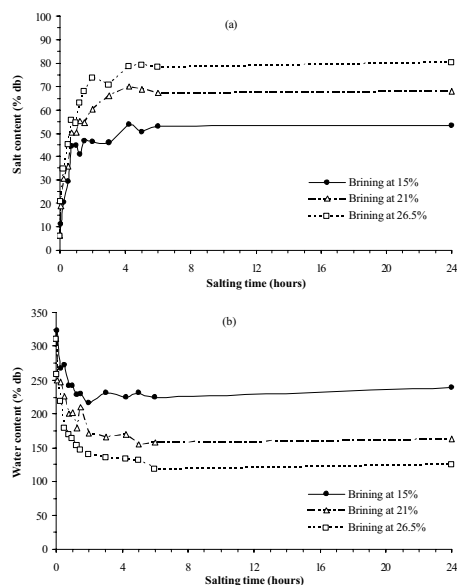 (a)
Salt content (% db)
100
90
80
70
60
50
40
30
20
10
0
Brining at 15%
Brining at 21%
Brining at 26.5%
0 4 8 12 16 20 24
Salting time (hours)
(b)
Water content (% db)
350
300
250
200
150
100
50
0
Brining at 15%
Brining at 21%
Brining at 26.5%
0 4 8 12 16 20 24
Salting time (hours)